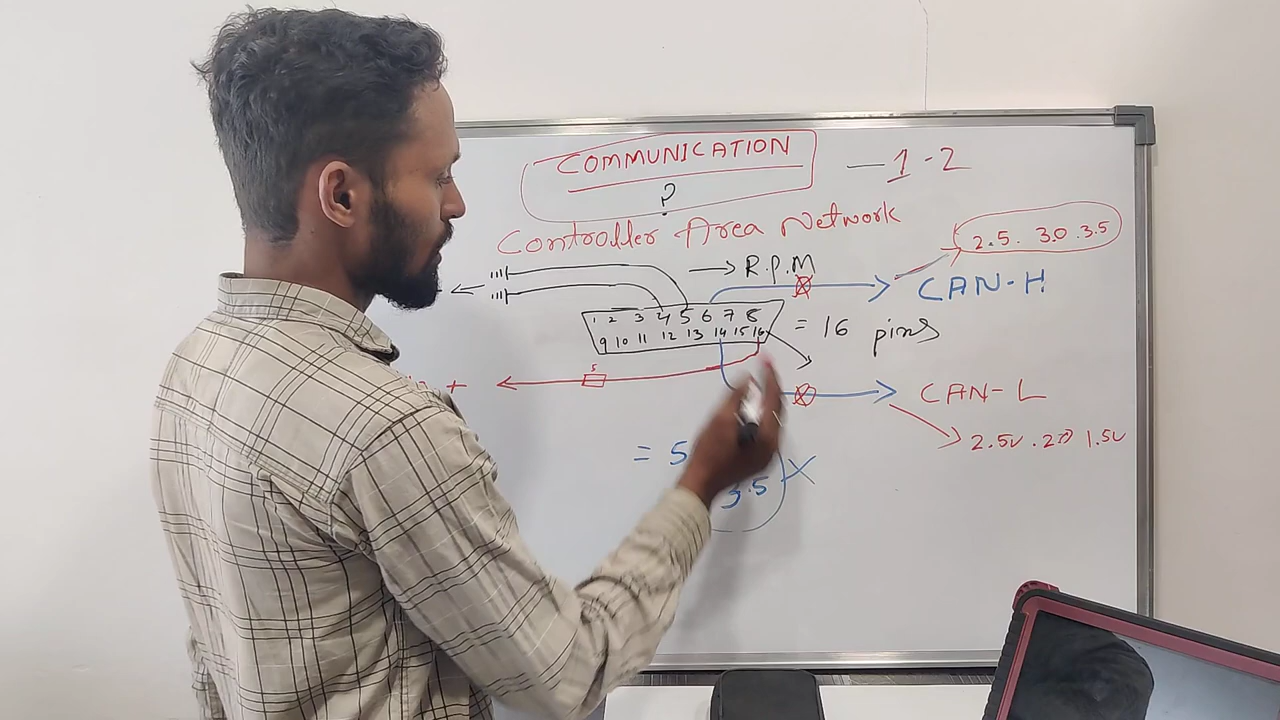 COMMUNICATION — 1-2
?
Controller Area Network
2.5. 3.0 .3.5
→ R.P.M
CAN-H
1 2 3 4 5 6 7 8
9 10 11 12 13 14 15 16
= 16 pins
5
+
CAN-L
2.5v . 2.0 1.5v
= 5
3.5 X